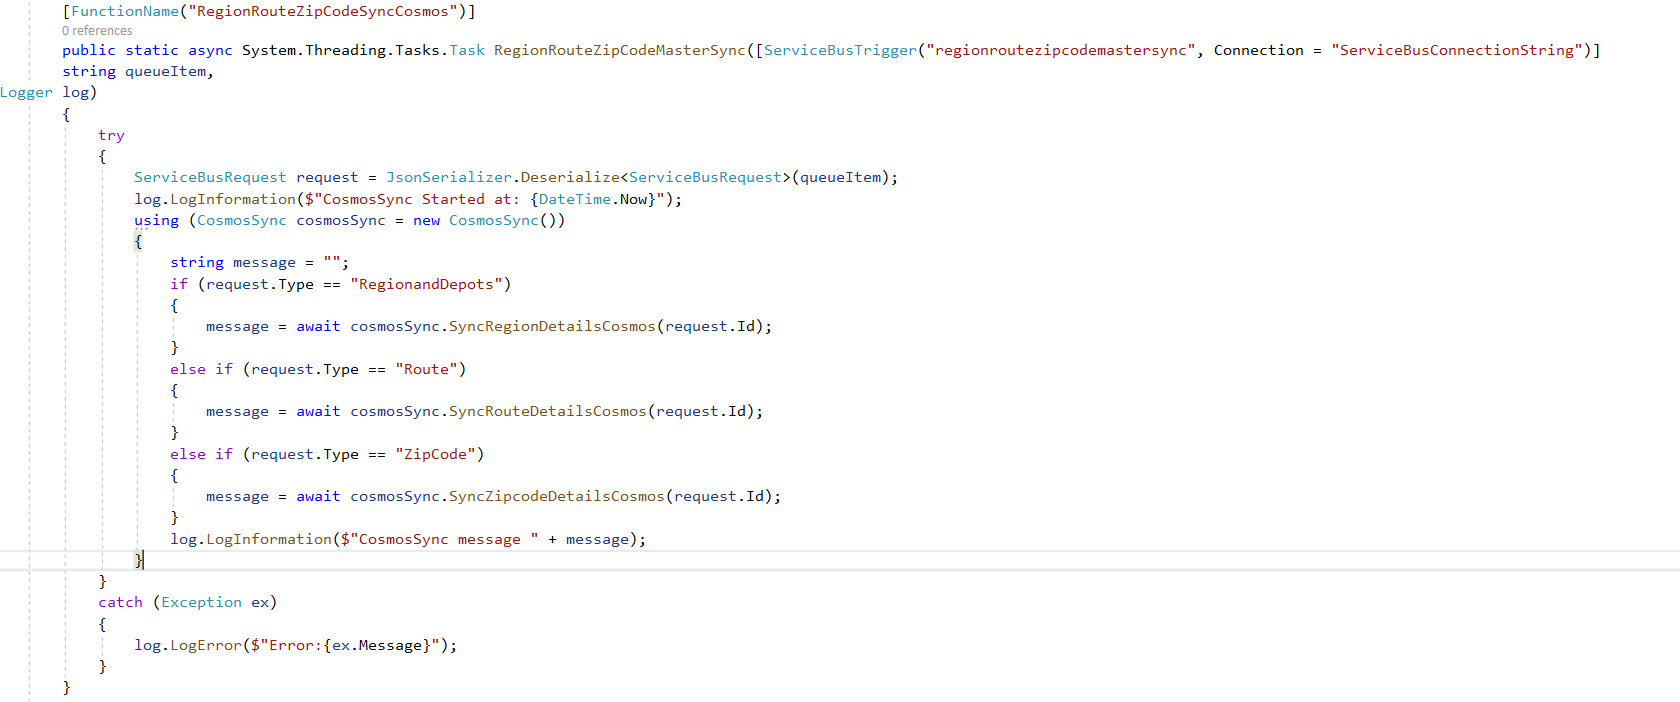 [FunctionName("RegionRouteZipCodeSyncCosmos")]
0 references
public static async System.Threading.Tasks.Task RegionRouteZipCodeMasterSync([ServiceBusTrigger("regionroutezipcodemastersync", Connection = "ServiceBusConnectionString")]
string queueItem,
Logger log)
{
try
{
ServiceBusRequest request = JsonSerializer.Deserialize<ServiceBusRequest>(queueItem);
log.LogInformation($"CosmosSync Started at: {DateTime.Now}");
using (CosmosSync cosmosSync = new CosmosSync())
{
string message = "";
if (request.Type == "RegionandDepots")
{
message = await cosmosSync.SyncRegionDetailsCosmos(request.Id);
}
else if (request.Type == "Route")
{
message = await cosmosSync.SyncRouteDetailsCosmos(request.Id);
}
else if (request.Type == "ZipCode")
{
message = await cosmosSync.SyncZipcodeDetailsCosmos(request.Id);
}
log.LogInformation($"CosmosSync message " + message);
}
}
catch (Exception ex)
{
log.LogError($"Error:{ex.Message}");
}
}